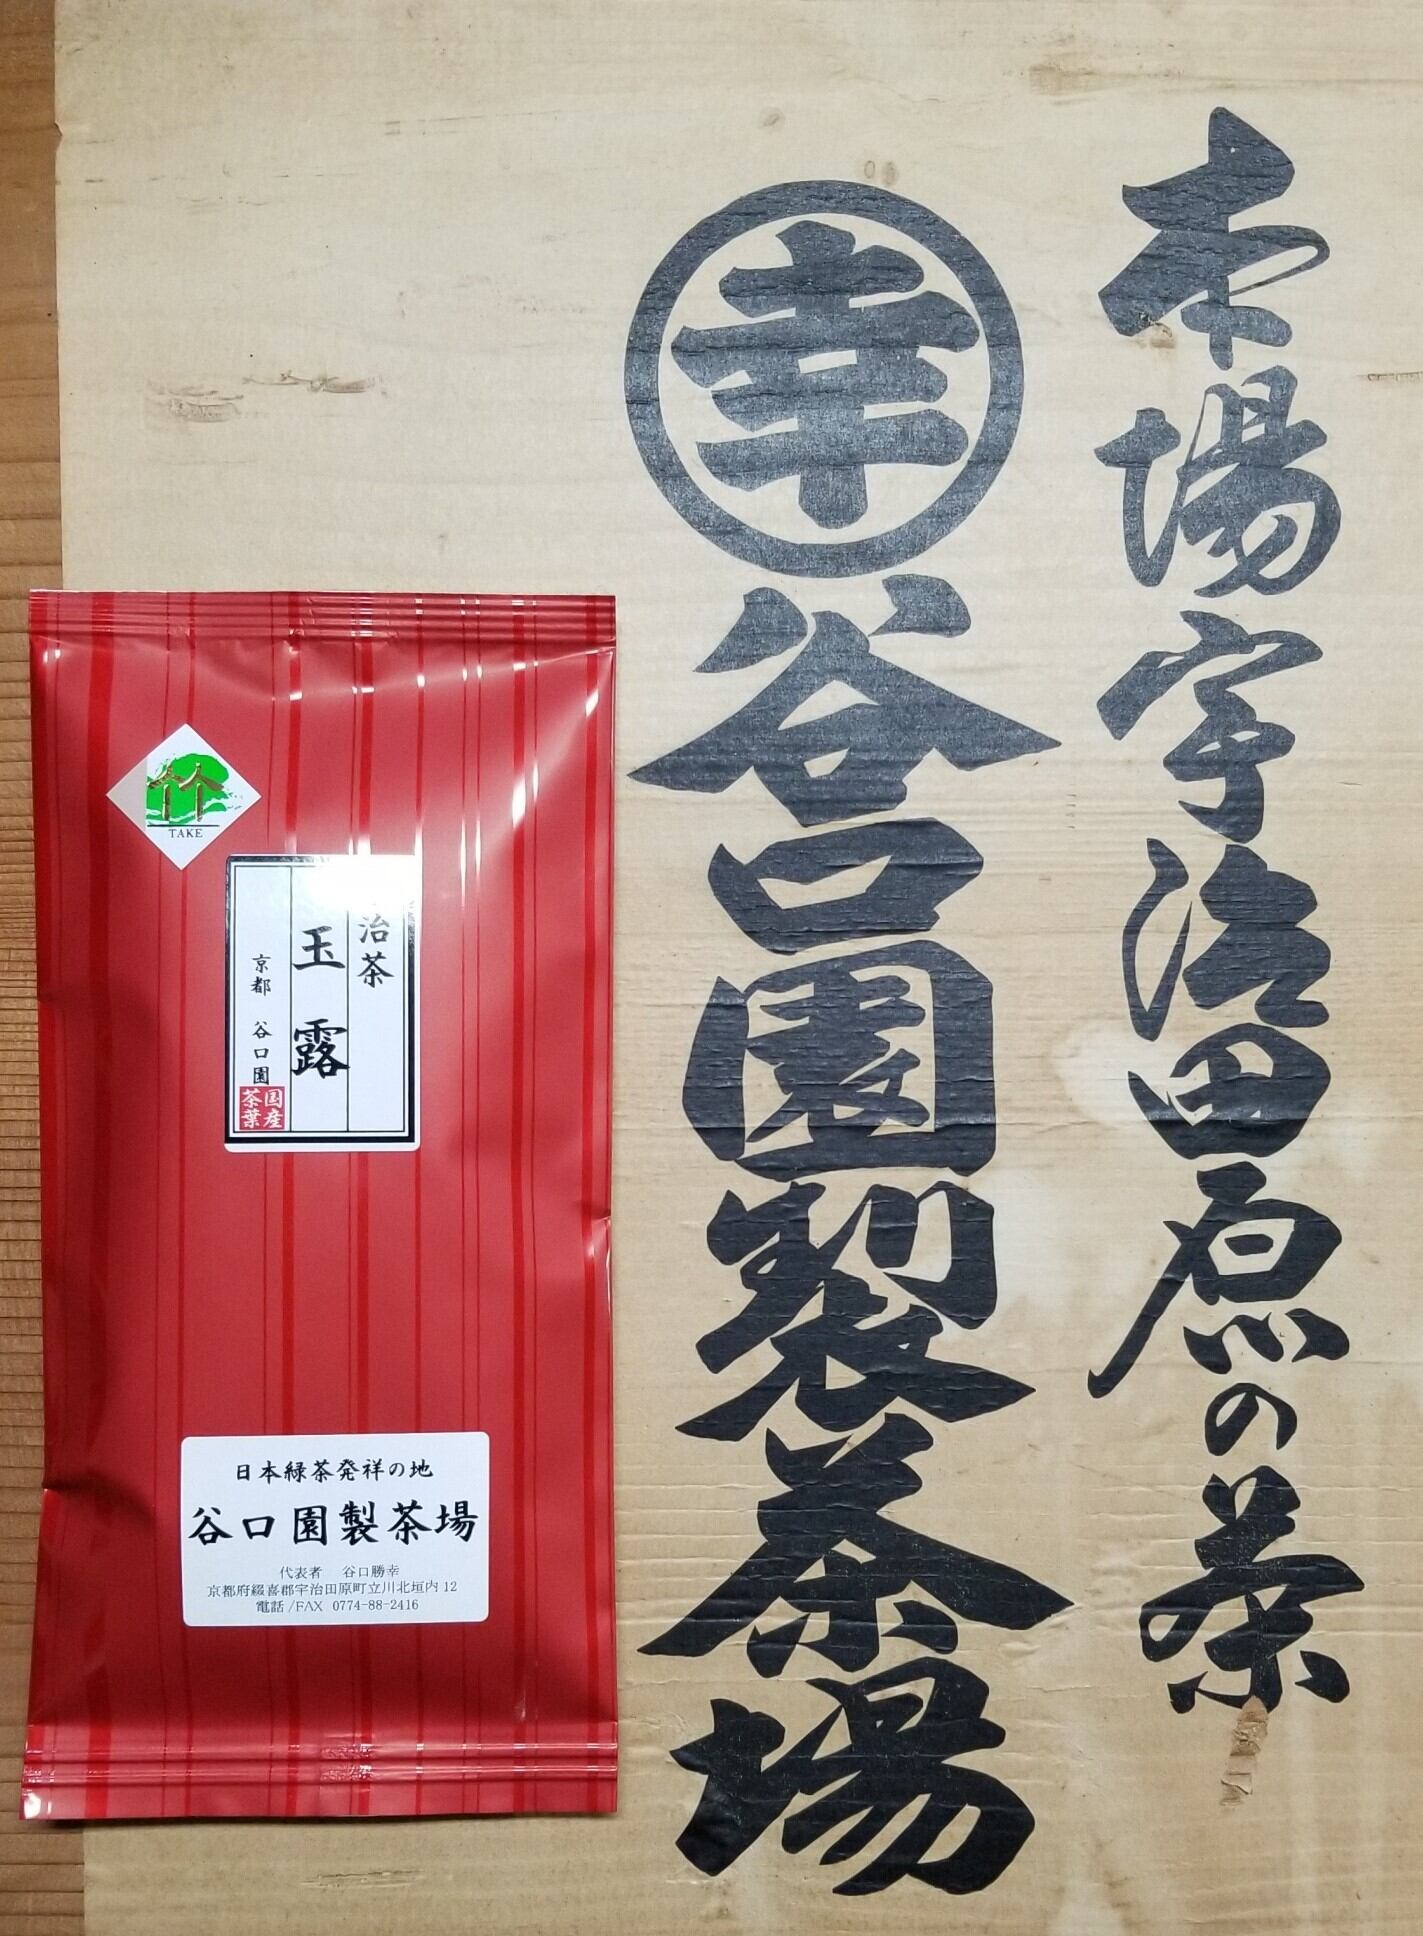 本場宇治田原の茶
幸
谷口園製茶場
竹
TAKE
治茶
玉露
京都 谷口園
国産
茶葉
日本緑茶発祥の地
谷口園製茶場
代表者 谷口勝幸
京都府綴喜郡宇治田原町立川北垣内12
電話/FAX 0774-88-2416